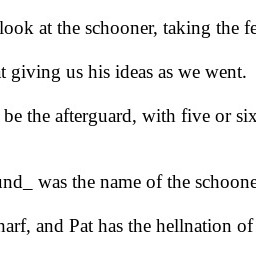 look at the schooner, taking the fe
t giving us his ideas as we went.
be the afterguard, with five or six
und_ was the name of the schoone
harf, and Pat has the hellnation of